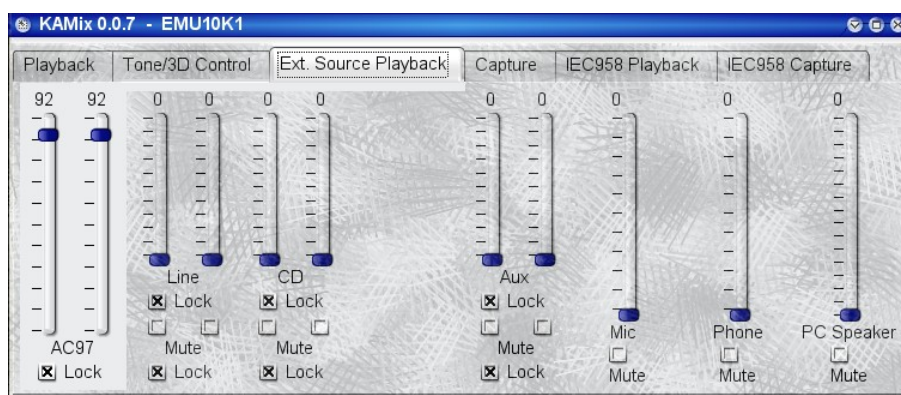 KAMix 0.0.7 - EMU10K1
Playback Tone/3D Control Ext. Source Playback Capture IEC958 Playback IEC958 Capture
92 92 0 0 0 0 0 0 0 0 0
Line CD Aux
Lock Lock Lock
Mic Phone PC Speaker
AC97 Mute Mute Mute
Lock Lock Lock Lock Mute Mute Mute